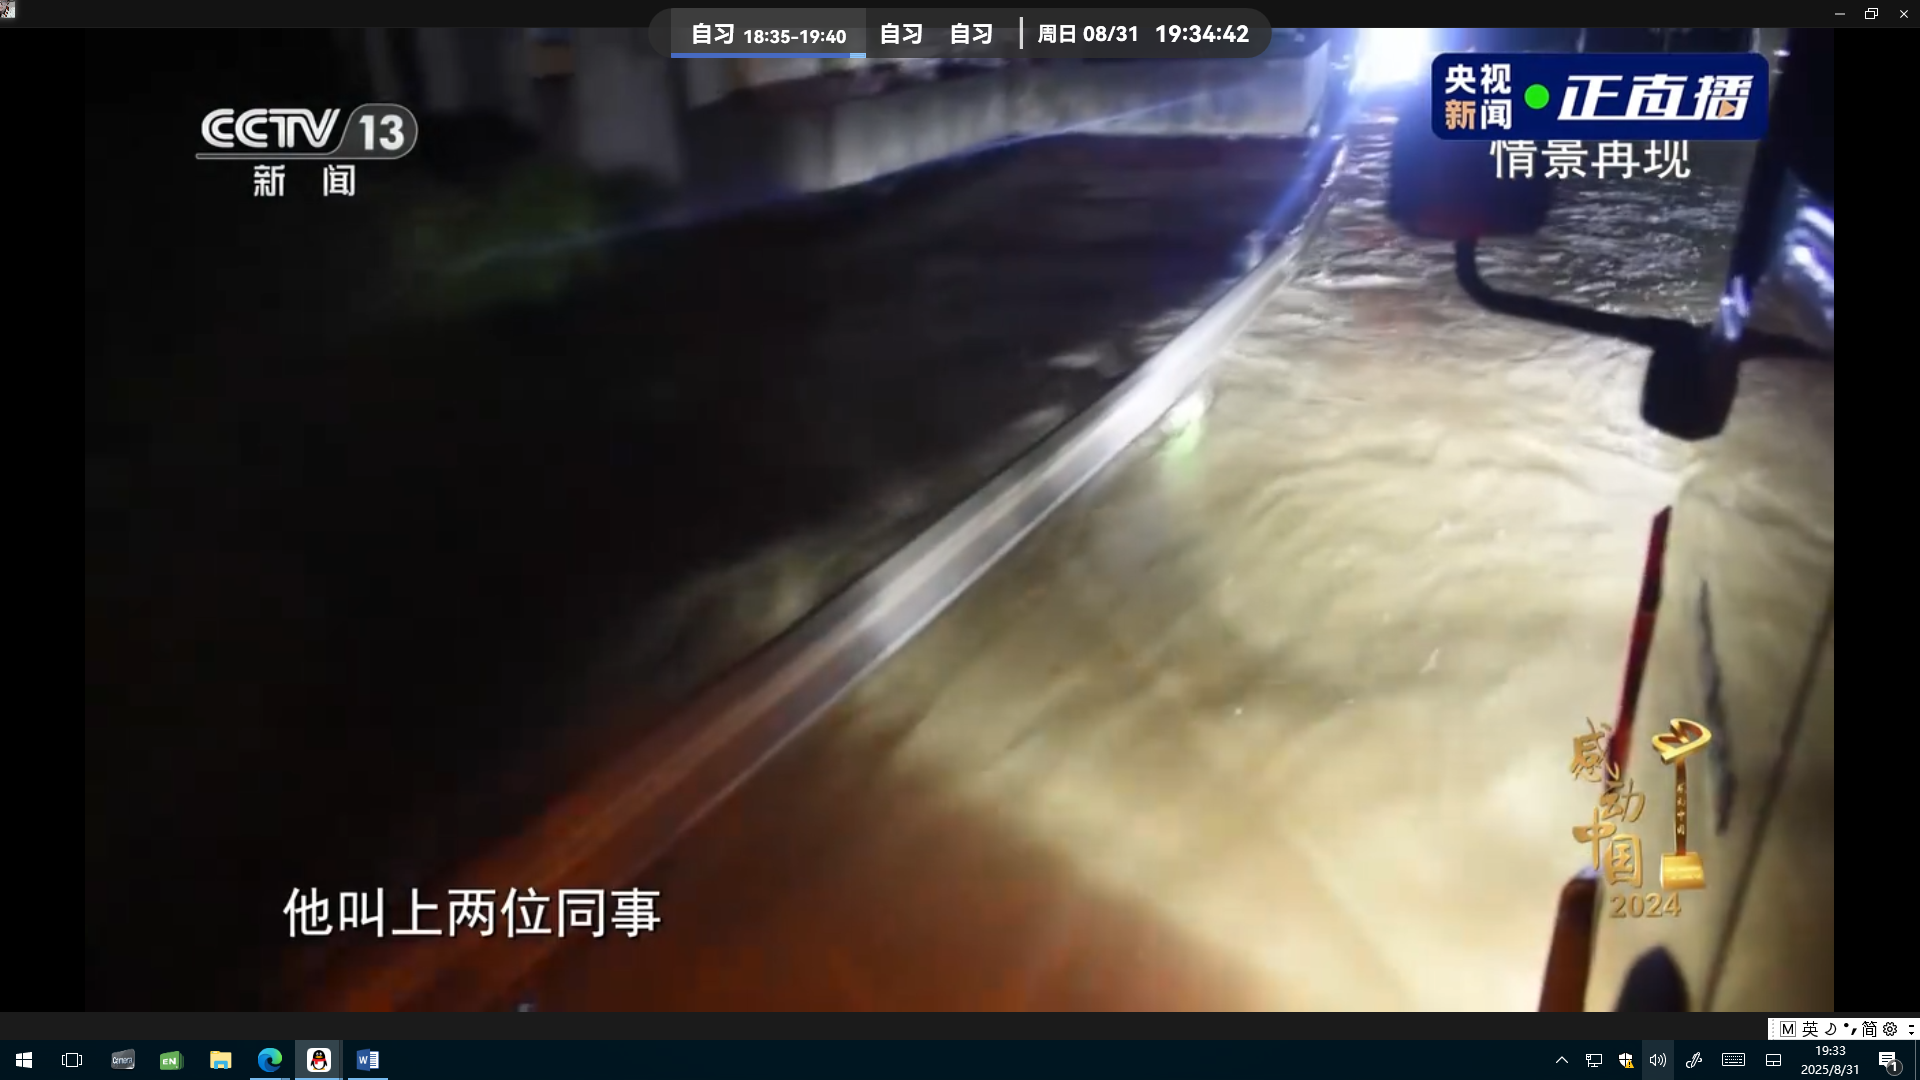 自习 18:35-19:40 自习 自习 周日 08/31 19:34:42
CCTV 13
新闻
央视
新闻
正直播
情景再现
感动中国
2024
他叫上两位同事
M 英 简
EN
W
19:33
2025/8/31
1